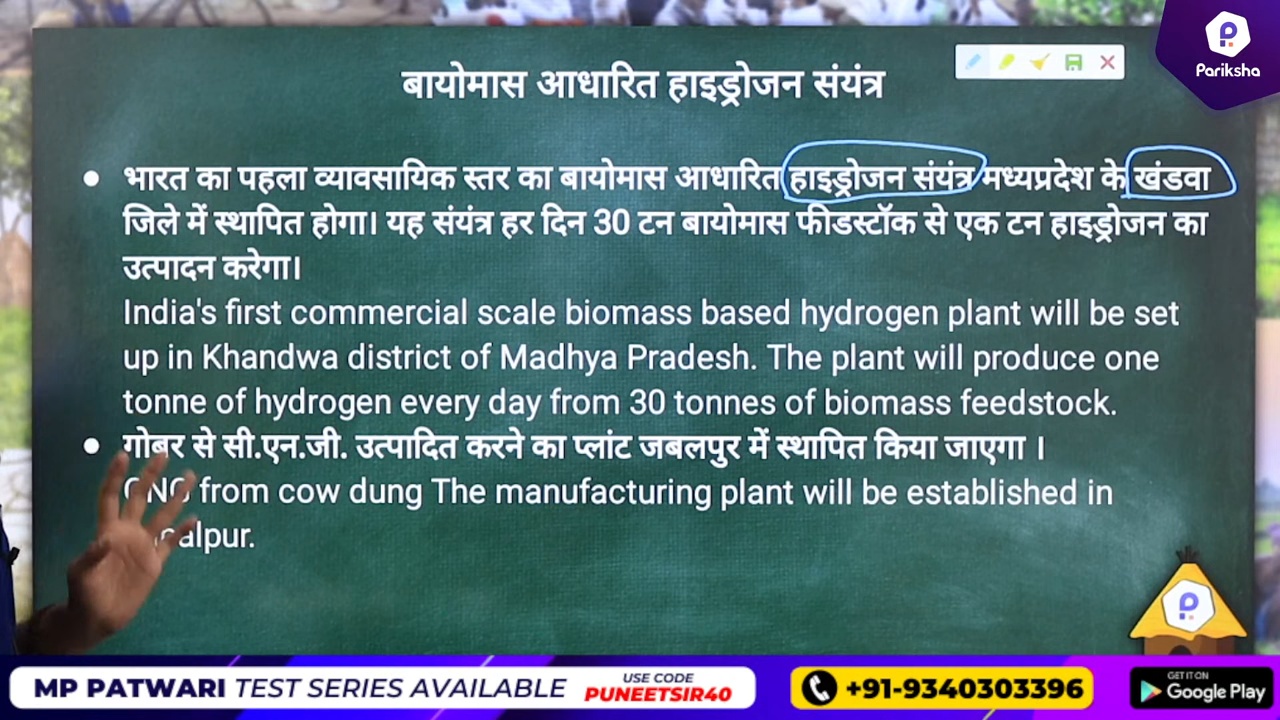 Pariksha
बायोमास आधारित हाइड्रोजन संयंत्र
भारत का पहला व्यावसायिक स्तर का बायोमास आधारित हाइड्रोजन संयंत्र मध्यप्रदेश के खंडवा
जिले में स्थापित होगा। यह संयंत्र हर दिन 30 टन बायोमास फीडस्टॉक से एक टन हाइड्रोजन का
उत्पादन करेगा।
India's first commercial scale biomass based hydrogen plant will be set
up in Khandwa district of Madhya Pradesh. The plant will produce one
tonne of hydrogen every day from 30 tonnes of biomass feedstock.
गोबर से सी.एन.जी. उत्पादित करने का प्लांट जबलपुर में स्थापित किया जाएगा ।
CNG from cow dung The manufacturing plant will be established in
MP PATWARI TEST SERIES AVAILABLE
USE CODE
PUNEETSIR40
+91-9340303396
GET IT ON
Google Play